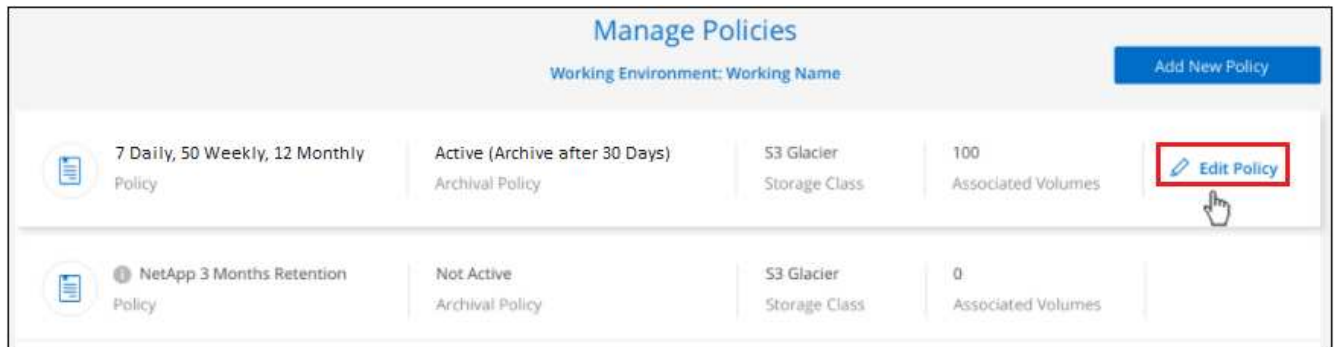 Manage Policies
Working Environment: Working Name
Add New Policy
7 Daily, 50 Weekly, 12 Monthly
Policy
Active (Archive after 30 Days)
Archival Policy
S3 Glacier
Storage Class
100
Associated Volumes
Edit Policy
NetApp 3 Months Retention
Policy
Not Active
Archival Policy
S3 Glacier
Storage Class
0
Associated Volumes